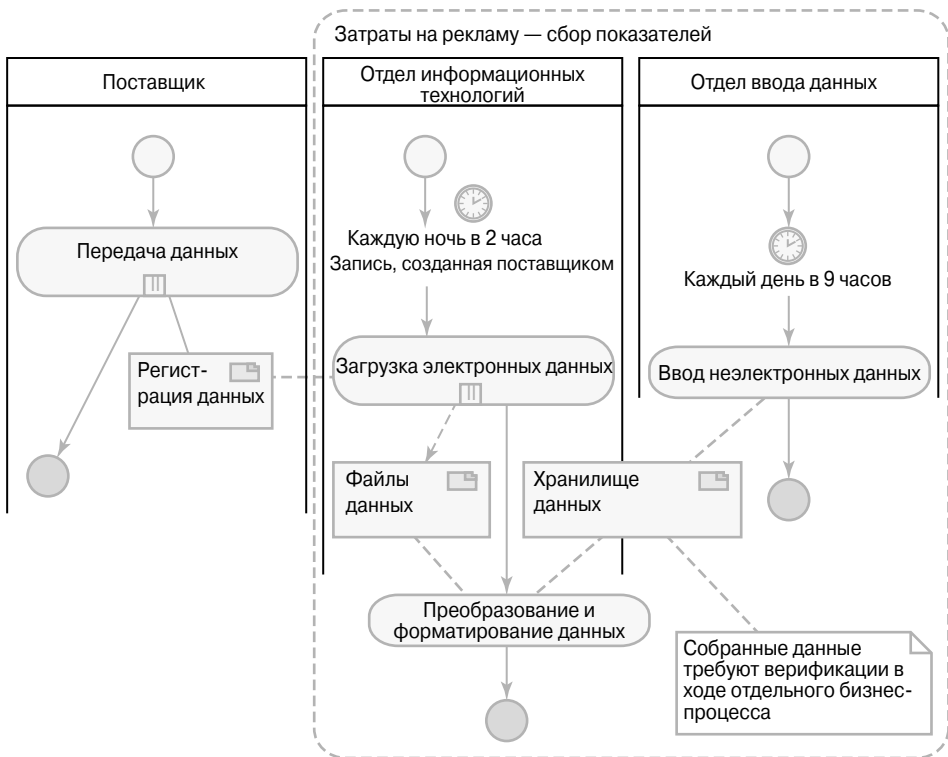 Затраты на рекламу — сбор показателей
Поставщик
Отдел информационных
технологий
Отдел ввода данных
Передача данных
Каждую ночь в 2 часа
Запись, созданная поставщиком
Каждый день в 9 часов
Регист-
рация данных
Загрузка электронных данных
Ввод неэлектронных данных
Файлы
данных
Хранилище
данных
Преобразование и
форматирование данных
Собранные данные
требуют верификации в
ходе отдельного бизнес-
процесса